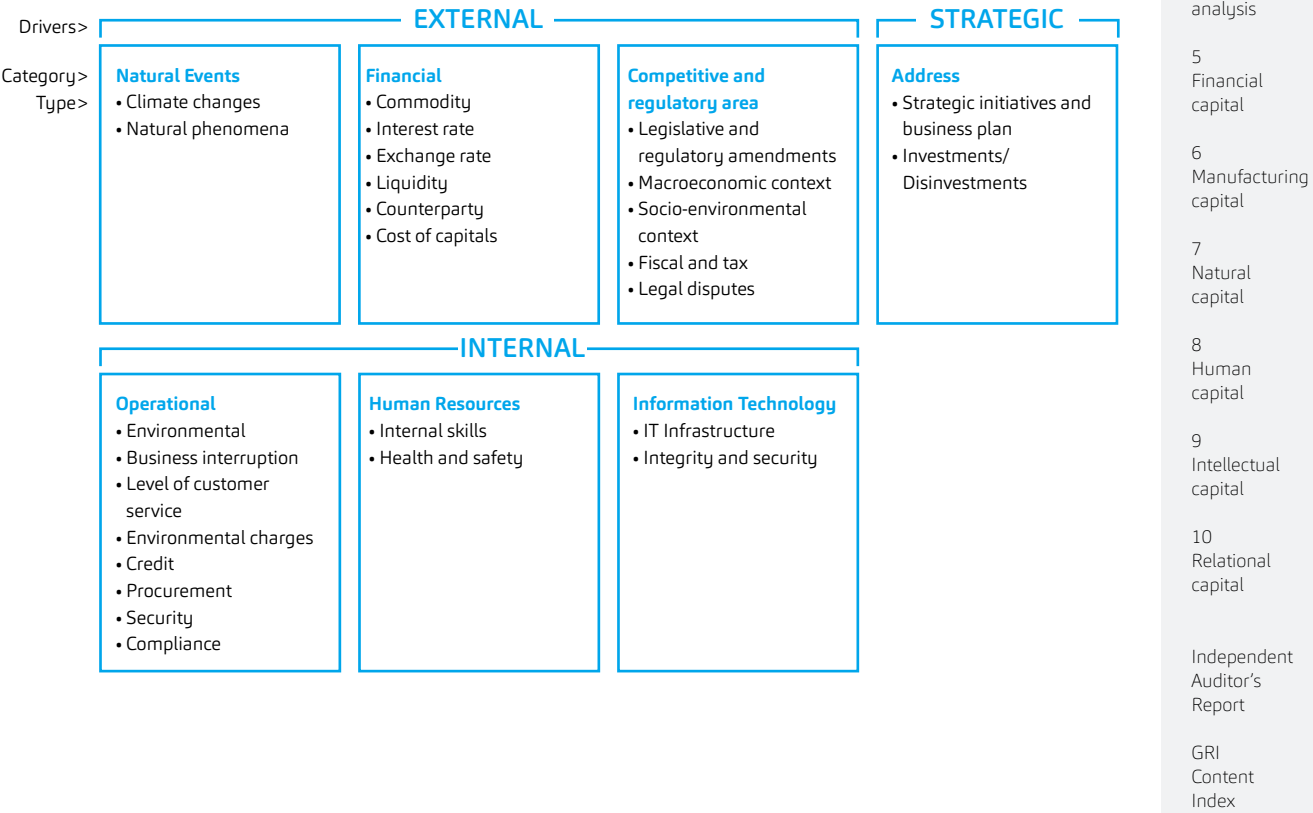 Drivers>
EXTERNAL
STRATEGIC
Category>
Type>
Natural Events
• Climate changes
• Natural phenomena
Financial
• Commodity
• Interest rate
• Exchange rate
• Liquidity
• Counterparty
• Cost of capitals
Competitive and
regulatory area
• Legislative and
regulatory amendments
• Macroeconomic context
• Socio-environmental
context
• Fiscal and tax
• Legal disputes
Address
• Strategic initiatives and
business plan
• Investments/
Disinvestments
INTERNAL
Operational
• Environmental
• Business interruption
• Level of customer
service
• Environmental charges
• Credit
• Procurement
• Security
• Compliance
Human Resources
• Internal skills
• Health and safety
Information Technology
• IT Infrastructure
• Integrity and security
analysis
5
Financial
capital
6
Manufacturing
capital
7
Natural
capital
8
Human
capital
9
Intellectual
capital
10
Relational
capital
Independent
Auditor's
Report
GRI
Content
Index